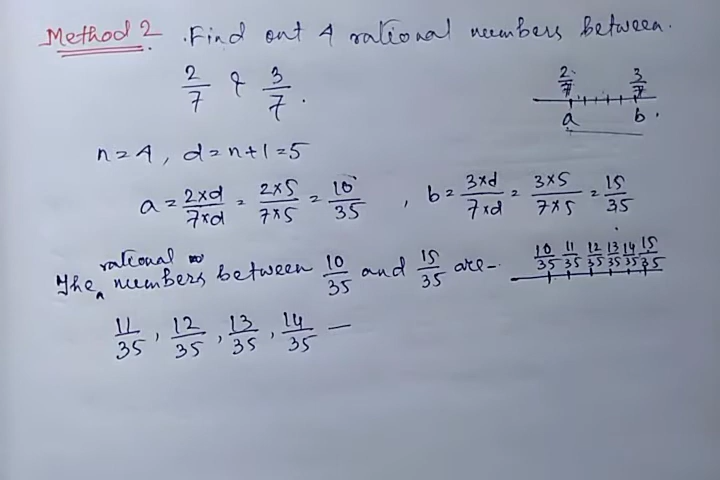 Method 2 . Find out 4 rational numbers between.
2/7 & 3/7 .
2/7 3/7
a b .
n=4 , d=n+1=5
a = 2×d/7×d = 2×5/7×5 = 10/35 , b = 3×d/7×d = 3×5/7×5 = 15/35
rational
The ^ numbers between 10/35 and 15/35 are-
10/35 11/35 12/35 13/35 14/35 15/35
11/35 , 12/35 , 13/35 , 14/35 —